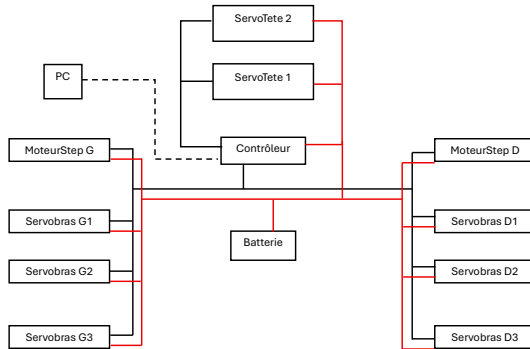 ServoTete 2
PC
ServoTete 1
Contrôleur
MoteurStep G
MoteurStep D
Servobras G1
Servobras D1
Batterie
Servobras G2
Servobras D2
Servobras G3
Servobras D3